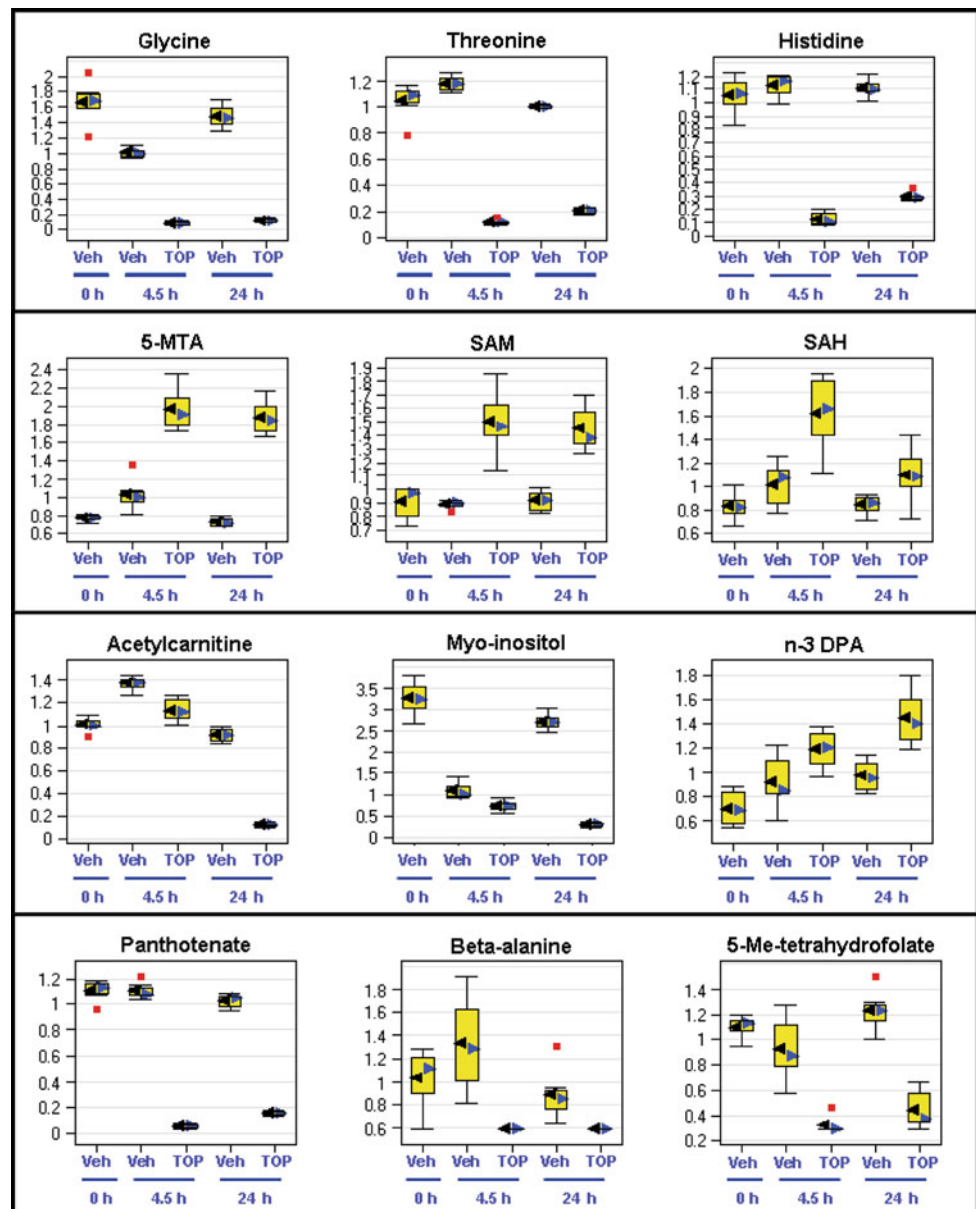 Glycine
2
1.8
1.6
1.4
1.2
1
0.8
0.6
0.4
0.2
0
Veh Veh TOP Veh TOP
0 h 4.5 h 24 h
Threonine
1.2
1
0.8
0.6
0.4
0.2
0
Veh Veh TOP Veh TOP
0 h 4.5 h 24 h
Histidine
1.2
1.1
1
0.9
0.8
0.7
0.6
0.5
0.4
0.3
0.2
0.1
0
Veh Veh TOP Veh TOP
0 h 4.5 h 24 h
5-MTA
2.4
2.2
2
1.8
1.6
1.4
1.2
1
0.8
0.6
Veh Veh TOP Veh TOP
0 h 4.5 h 24 h
SAM
1.9
1.8
1.7
1.6
1.5
1.4
1.3
1.2
1.1
1
0.9
0.8
0.7
Veh Veh TOP Veh TOP
0 h 4.5 h 24 h
SAH
2
1.8
1.6
1.4
1.2
1
0.8
0.6
Veh Veh TOP Veh TOP
0 h 4.5 h 24 h
Acetylcarnitine
1.4
1.2
1
0.8
0.6
0.4
0.2
0
Veh Veh TOP Veh TOP
0 h 4.5 h 24 h
Myo-inositol
3.5
3
2.5
2
1.5
1
0.5
0
Veh Veh TOP Veh TOP
0 h 4.5 h 24 h
n-3 DPA
1.8
1.6
1.4
1.2
1
0.8
0.6
Veh Veh TOP Veh TOP
0 h 4.5 h 24 h
Panthotenate
1.2
1
0.8
0.6
0.4
0.2
0
Veh Veh TOP Veh TOP
0 h 4.5 h 24 h
Beta-alanine
1.8
1.6
1.4
1.2
1
0.8
0.6
Veh Veh TOP Veh TOP
0 h 4.5 h 24 h
5-Me-tetrahydrofolate
1.4
1.2
1
0.8
0.6
0.4
0.2
Veh Veh TOP Veh TOP
0 h 4.5 h 24 h